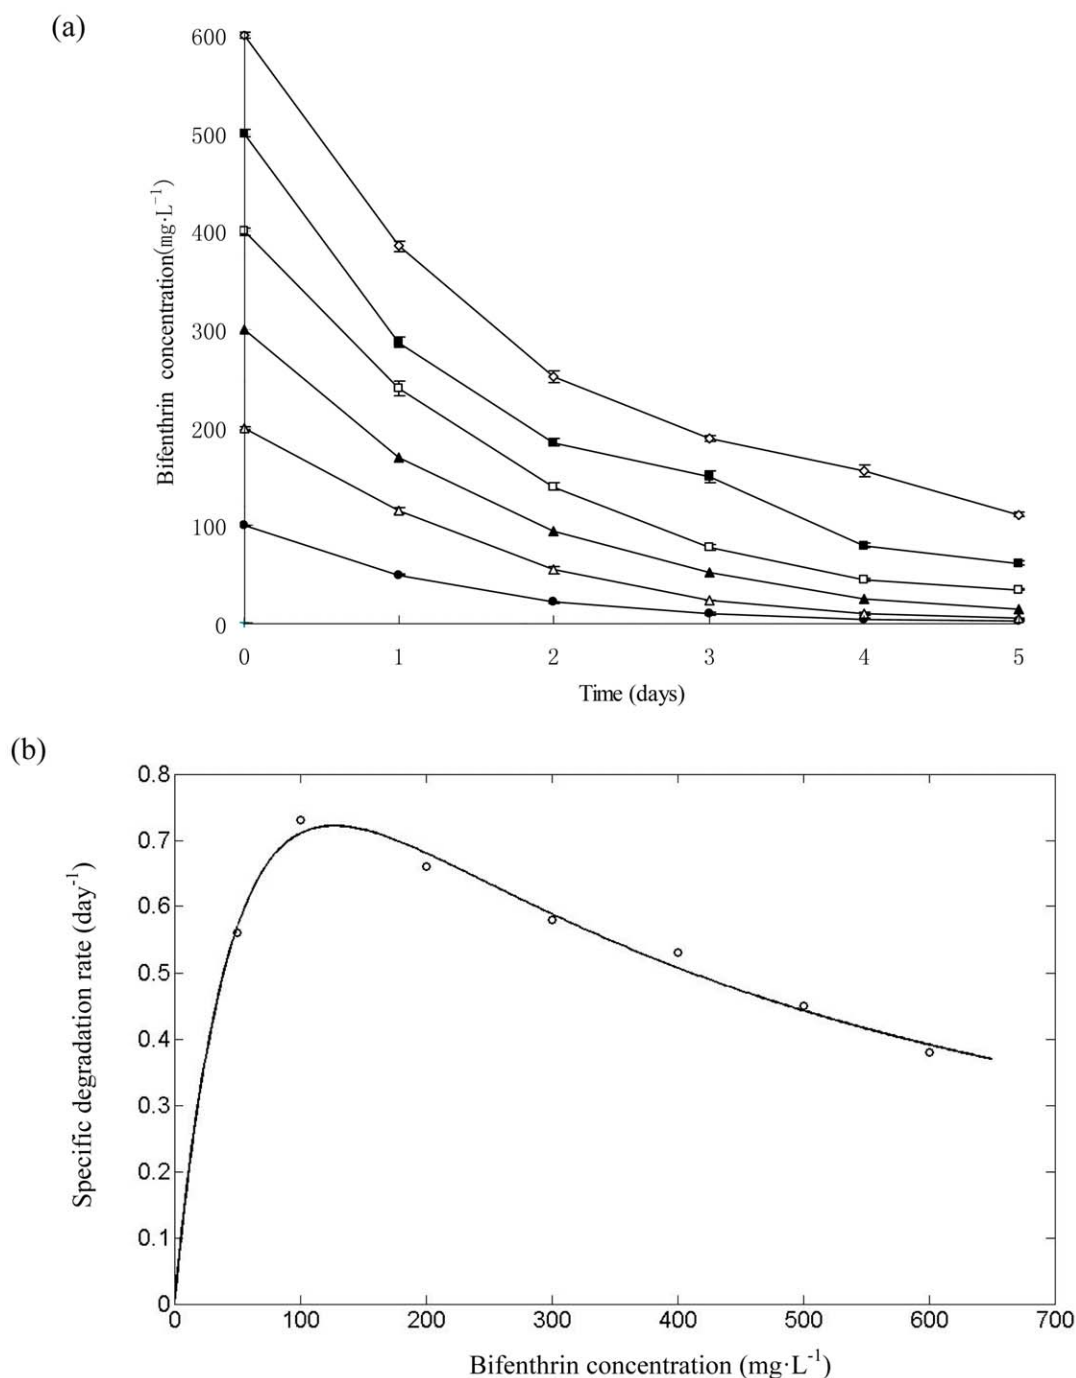 (a)
600
500
400
300
200
100
0
Bifenthrin concentration(mg·L⁻¹)
0 1 2 3 4 5
Time (days)
(b)
0.8
0.7
0.6
0.5
0.4
0.3
0.2
0.1
0
Specific degradation rate (day⁻¹)
0 100 200 300 400 500 600 700
Bifenthrin concentration (mg·L⁻¹)